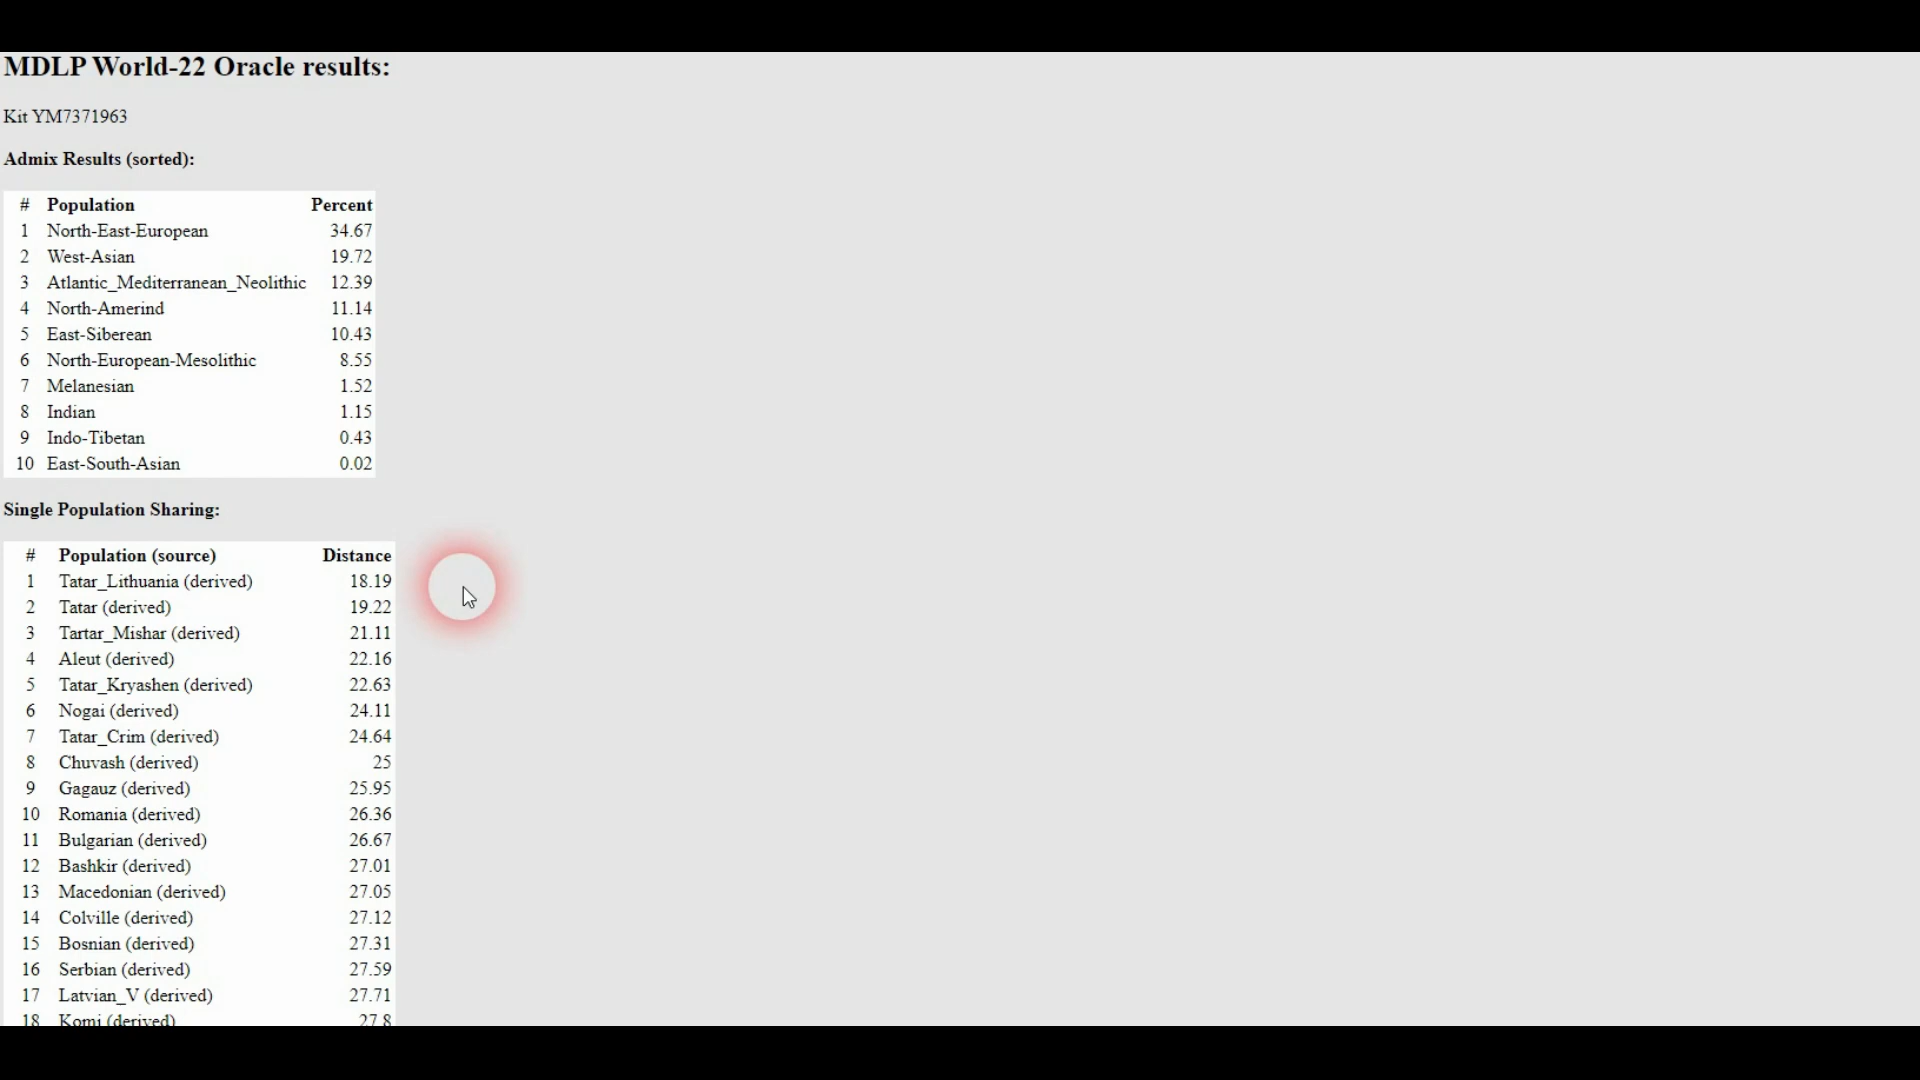 MDLP World-22 Oracle results:
Kit YM7371963
Admix Results (sorted):
# Population Percent
1 North-East-European 34.67
2 West-Asian 19.72
3 Atlantic_Mediterranean_Neolithic 12.39
4 North-Amerind 11.14
5 East-Siberean 10.43
6 North-European-Mesolithic 8.55
7 Melanesian 1.52
8 Indian 1.15
9 Indo-Tibetan 0.43
10 East-South-Asian 0.02
Single Population Sharing:
# Population (source) Distance
1 Tatar_Lithuania (derived) 18.19
2 Tatar (derived) 19.22
3 Tartar_Mishar (derived) 21.11
4 Aleut (derived) 22.16
5 Tatar_Kryashen (derived) 22.63
6 Nogai (derived) 24.11
7 Tatar_Crim (derived) 24.64
8 Chuvash (derived) 25
9 Gagauz (derived) 25.95
10 Romania (derived) 26.36
11 Bulgarian (derived) 26.67
12 Bashkir (derived) 27.01
13 Macedonian (derived) 27.05
14 Colville (derived) 27.12
15 Bosnian (derived) 27.31
16 Serbian (derived) 27.59
17 Latvian_V (derived) 27.71
18 Komi (derived) 27.8